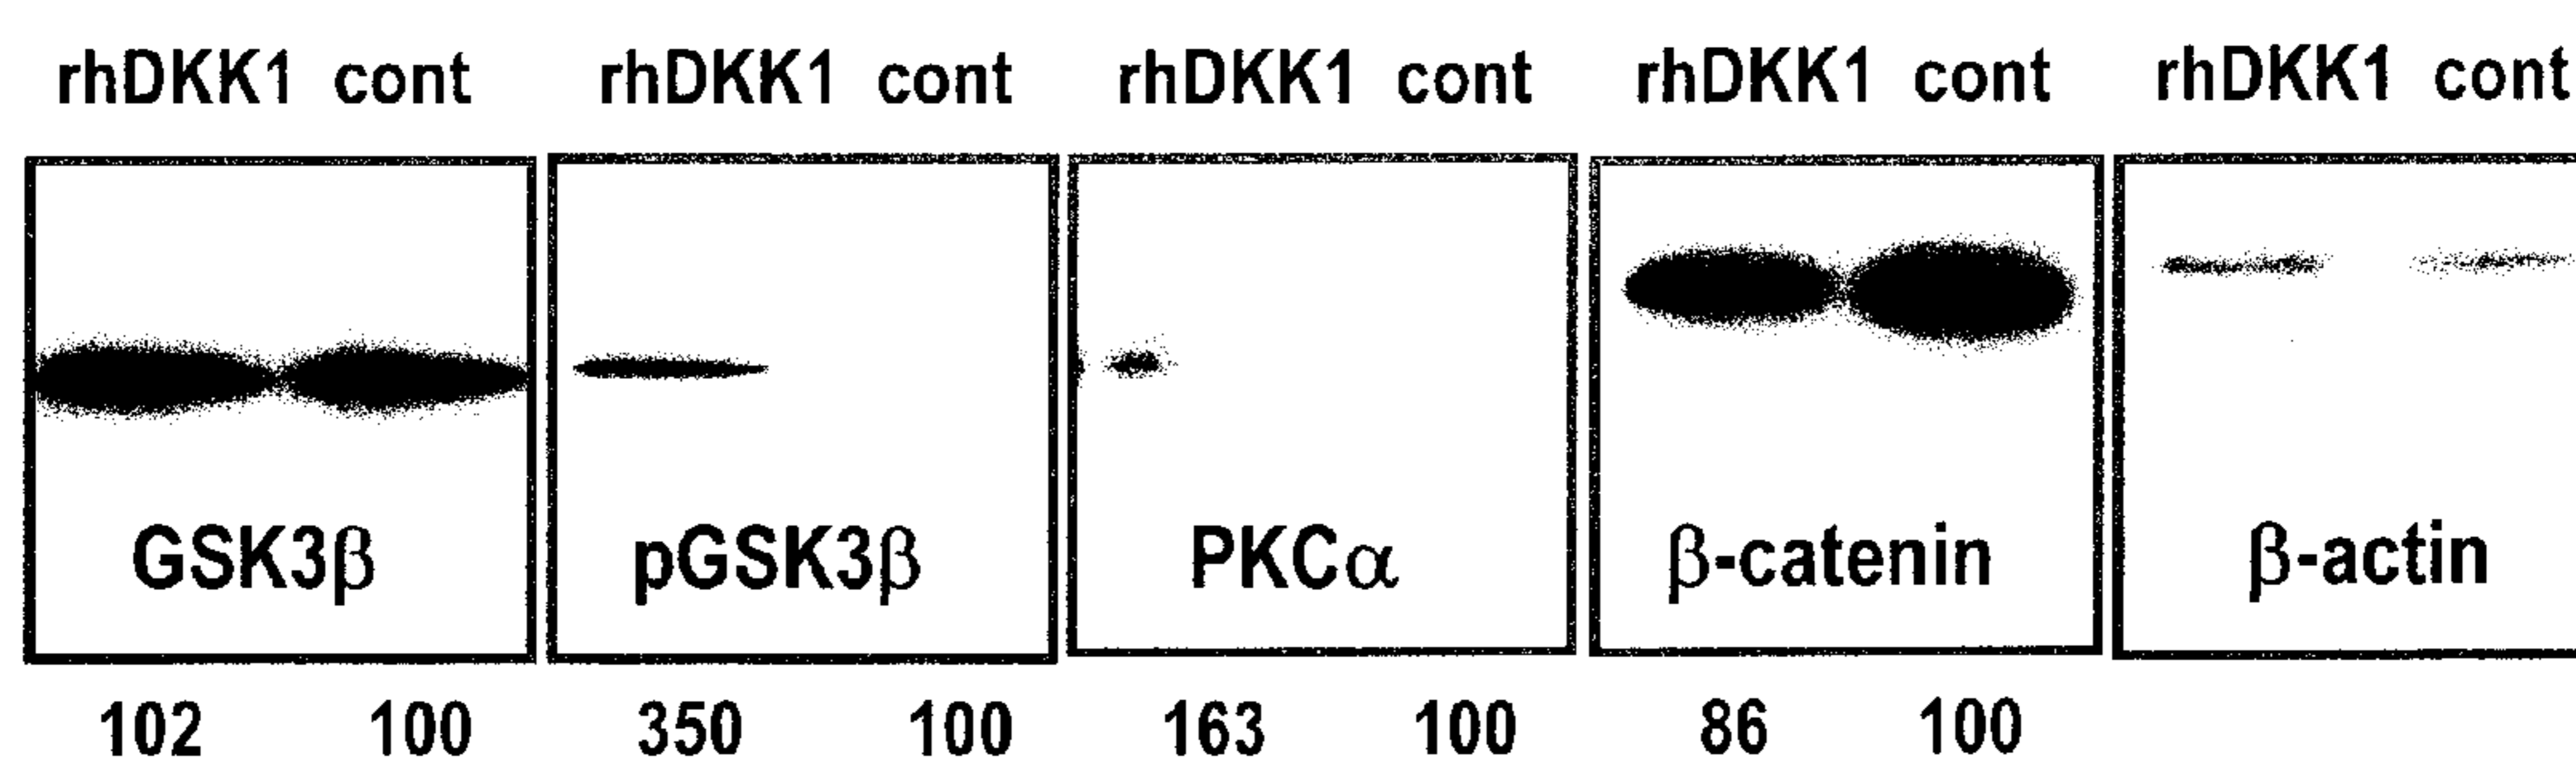 rhDKK1 cont rhDKK1 cont rhDKK1 cont rhDKK1 cont rhDKK1 cont
GSK3β pGSK3β PKCα β-catenin β-actin
102 100 350 100 163 100 86 100